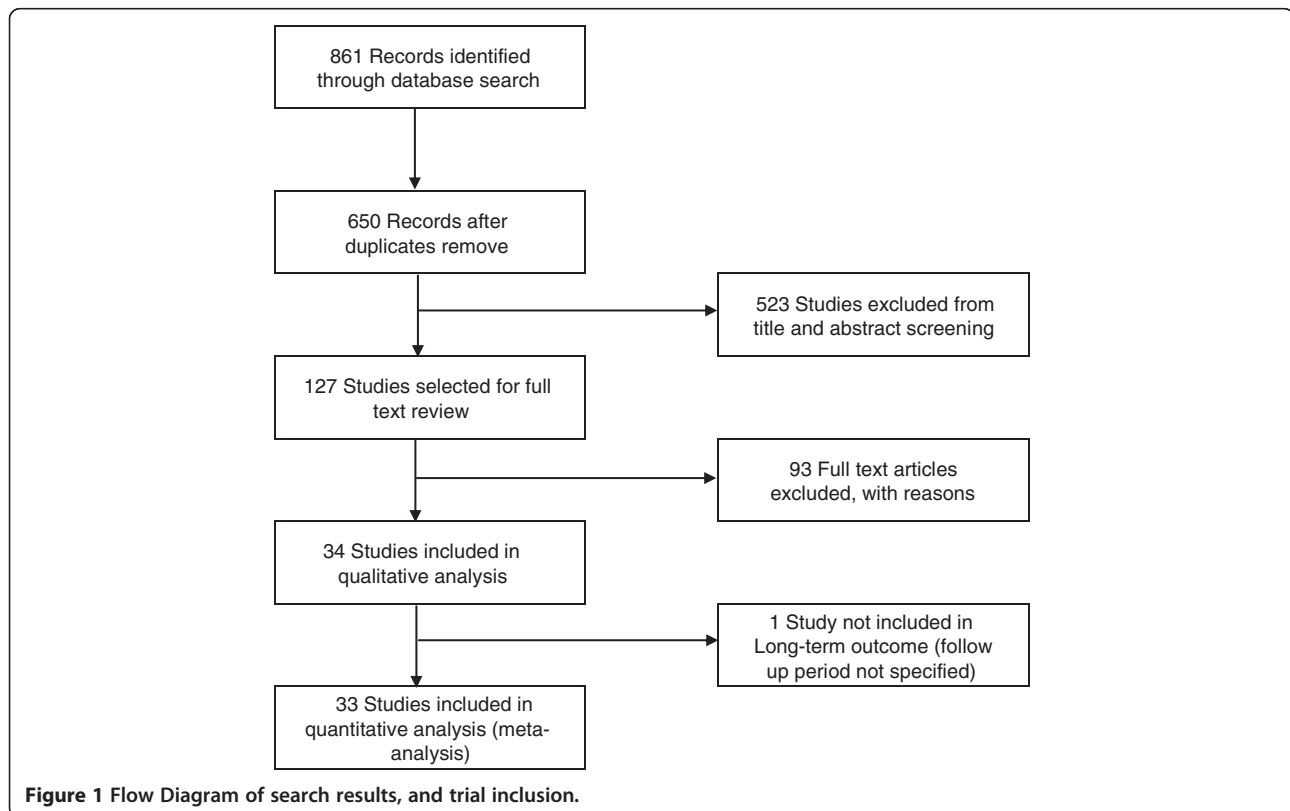 861 Records identified
through database search
650 Records after
duplicates remove
523 Studies excluded from
title and abstract screening
127 Studies selected for full
text review
93 Full text articles
excluded, with reasons
34 Studies included in
qualitative analysis
1 Study not included in
Long-term outcome (follow
up period not specified)
33 Studies included in
quantitative analysis (meta-
analysis)
Figure 1 Flow Diagram of search results, and trial inclusion.